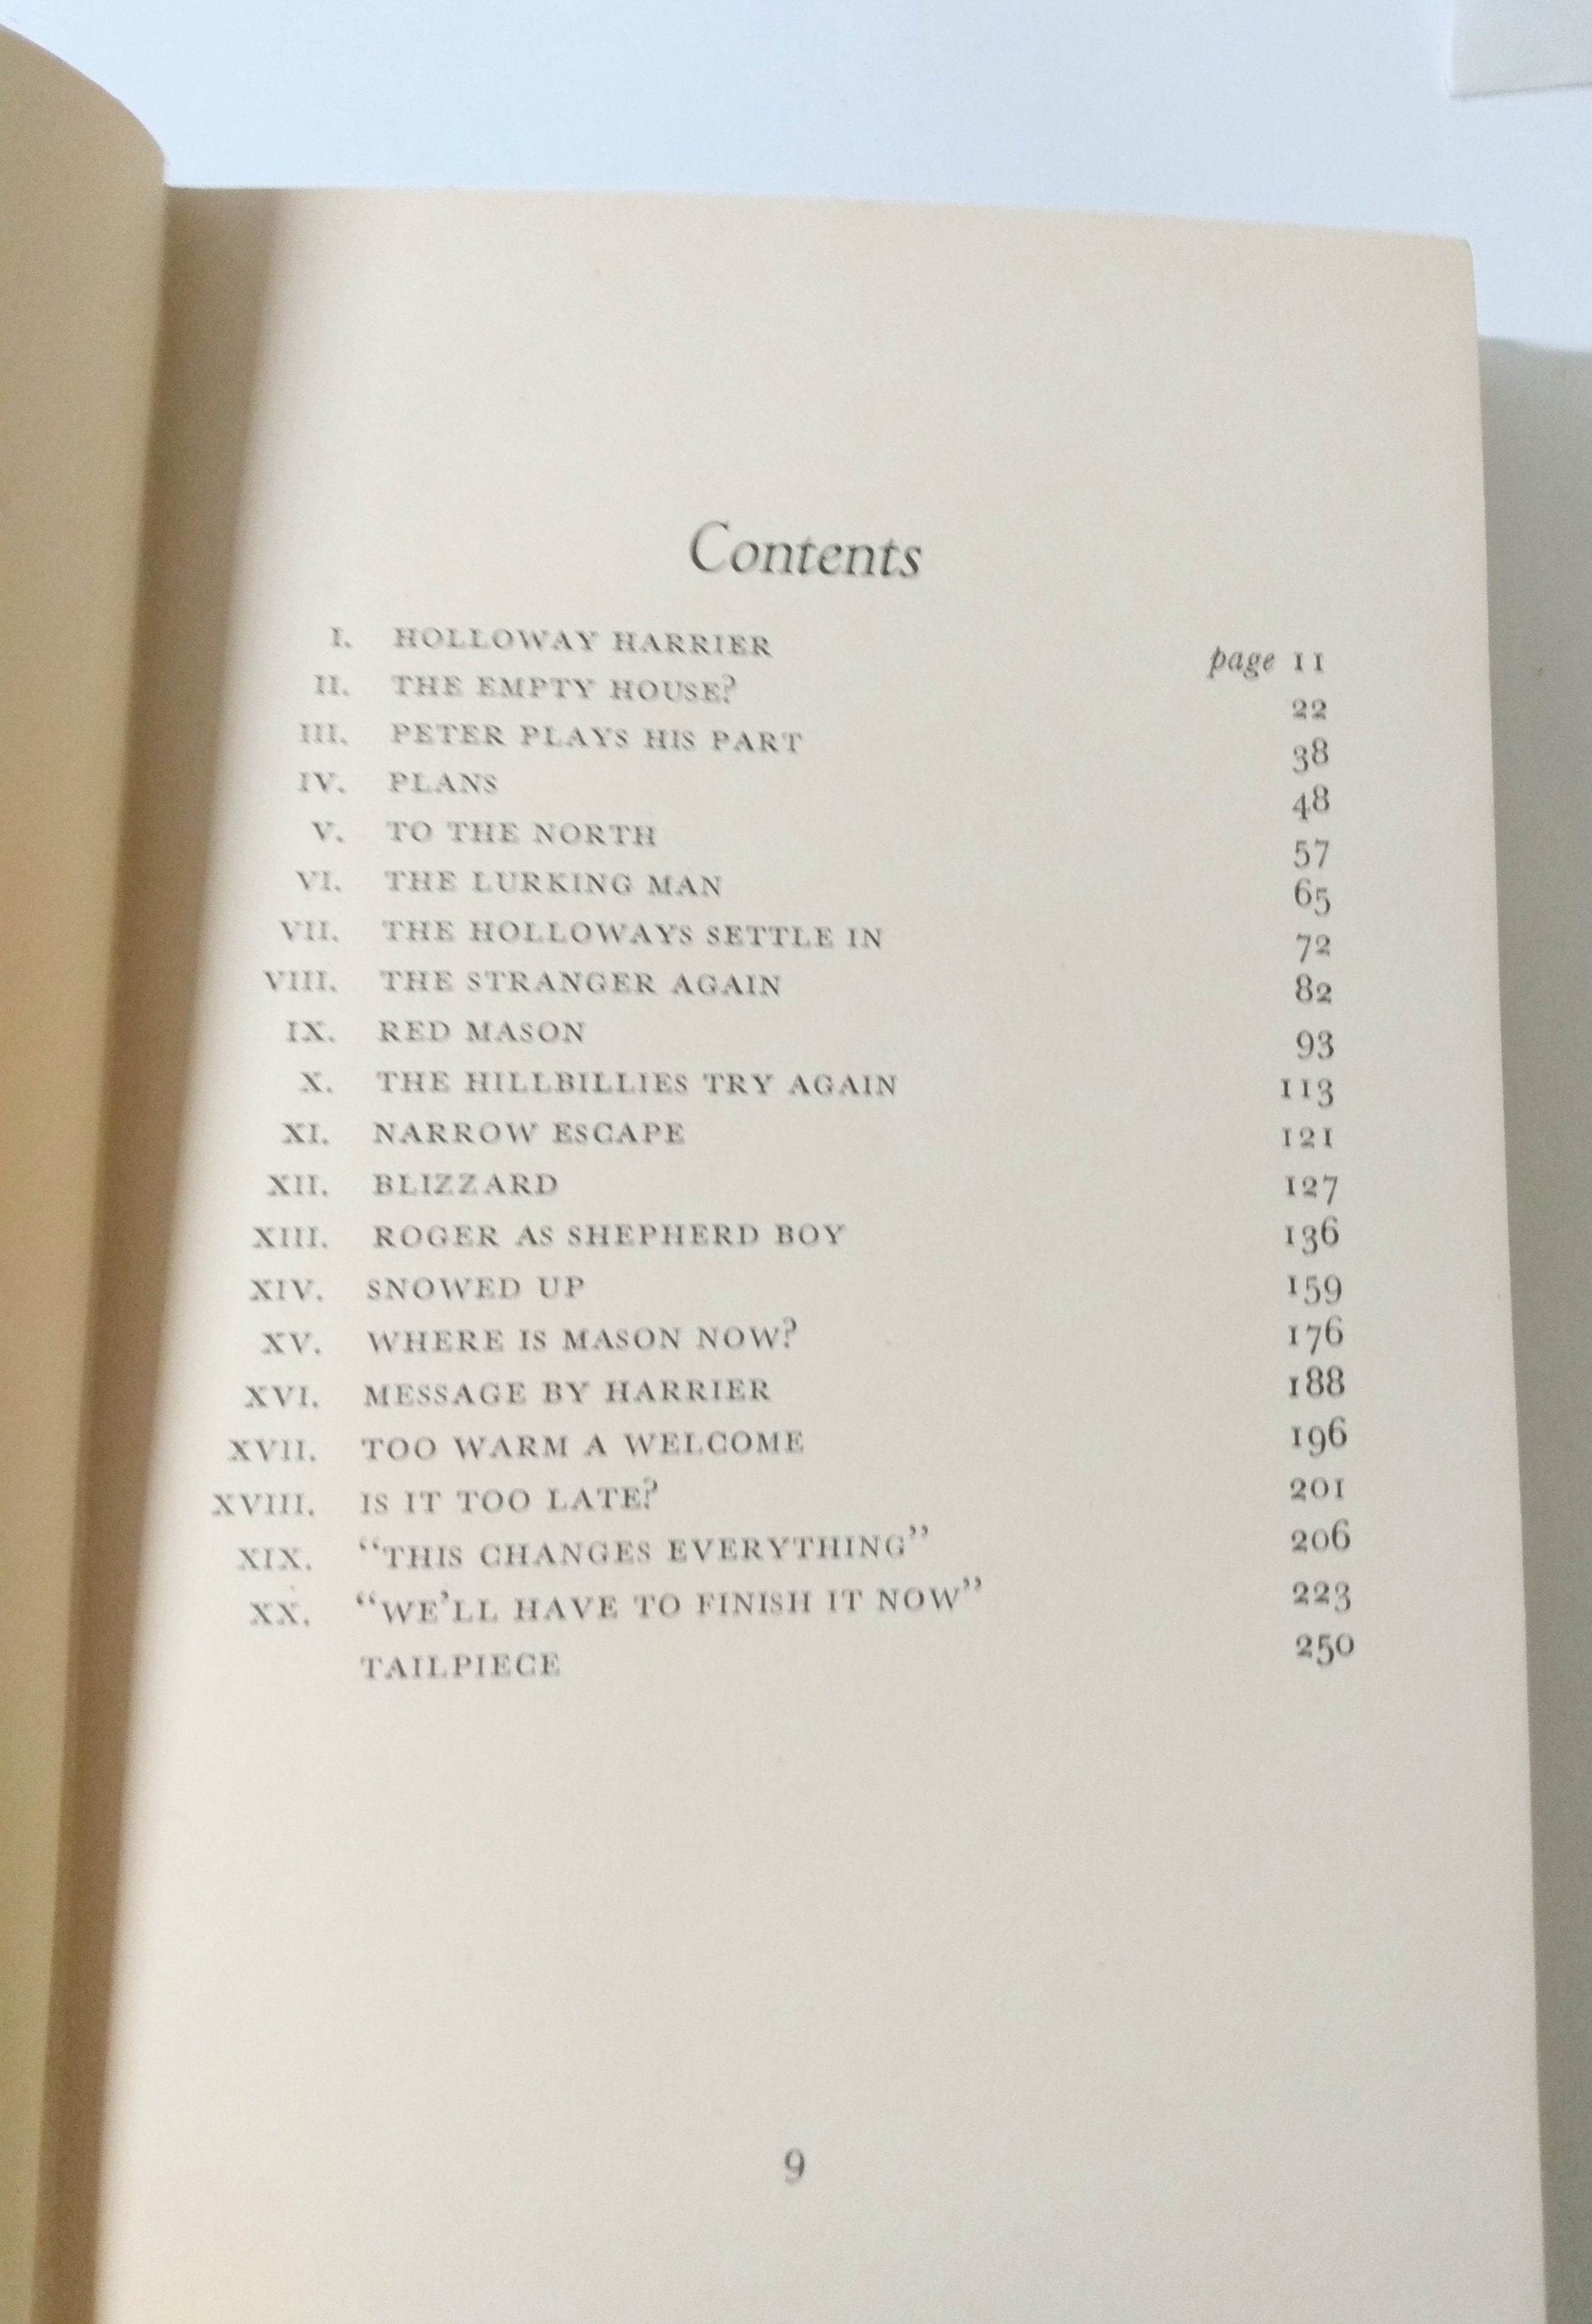 Contents
I. HOLLOWAY HARRIER page 11
II. THE EMPTY HOUSE? 22
III. PETER PLAYS HIS PART 38
IV. PLANS 48
V. TO THE NORTH 57
VI. THE LURKING MAN 65
VII. THE HOLLOWAYS SETTLE IN 72
VIII. THE STRANGER AGAIN 82
IX. RED MASON 93
X. THE HILLBILLIES TRY AGAIN 113
XI. NARROW ESCAPE 121
XII. BLIZZARD 127
XIII. ROGER AS SHEPHERD BOY 136
XIV. SNOWED UP 159
XV. WHERE IS MASON NOW? 176
XVI. MESSAGE BY HARRIER 188
XVII. TOO WARM A WELCOME 196
XVIII. IS IT TOO LATE? 201
XIX. “THIS CHANGES EVERYTHING” 206
XX. “WE’LL HAVE TO FINISH IT NOW” 223
TAILPIECE 250
9